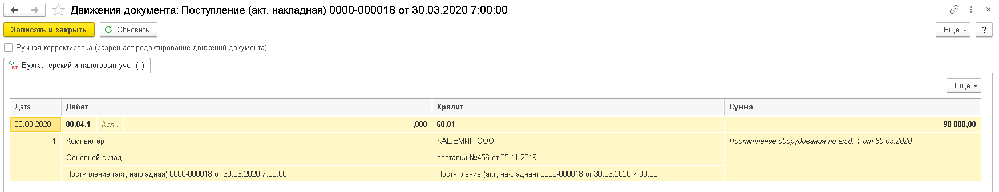 Движения документа: Поступление (акт, накладная) 0000-000018 от 30.03.2020 7:00:00
Записать и закрыть Обновить Еще ?
Ручная корректировка (разрешает редактирование движений документа)
Дт Кт Бухгалтерский и налоговый учет (1)
Еще
Дата Дебет Кредит Сумма
30.03.2020 08.04.1 Кол.: 1,000 60.01 90 000,00
1 Компьютер КАШЕМИР ООО Поступление оборудования по вх.д. 1 от 30.03.2020
Основной склад поставки №456 от 05.11.2019
Поступление (акт, накладная) 0000-000018 от 30.03.2020 7:00:00 Поступление (акт, накладная) 0000-000018 от 30.03.2020 7:00:00